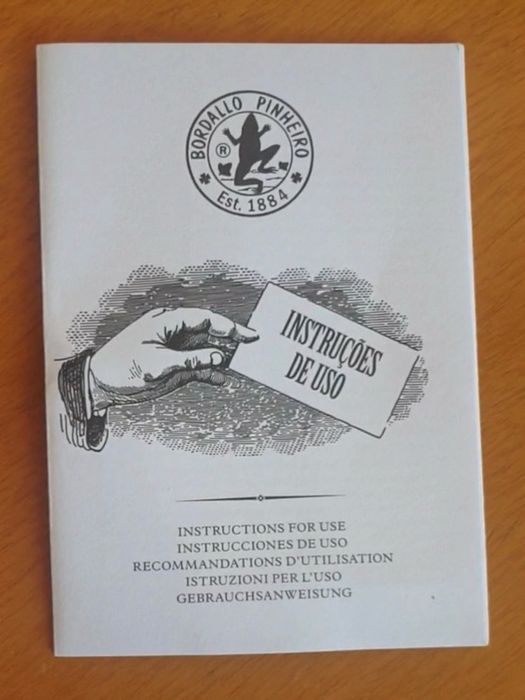 BORDALLO PINHEIRO
®
Est. 1884
INSTRUÇÕES
DE USO
INSTRUCTIONS FOR USE
INSTRUCCIONES DE USO
RECOMMANDATIONS D'UTILISATION
ISTRUZIONI PER L'USO
GEBRAUCHSANWEISUNG